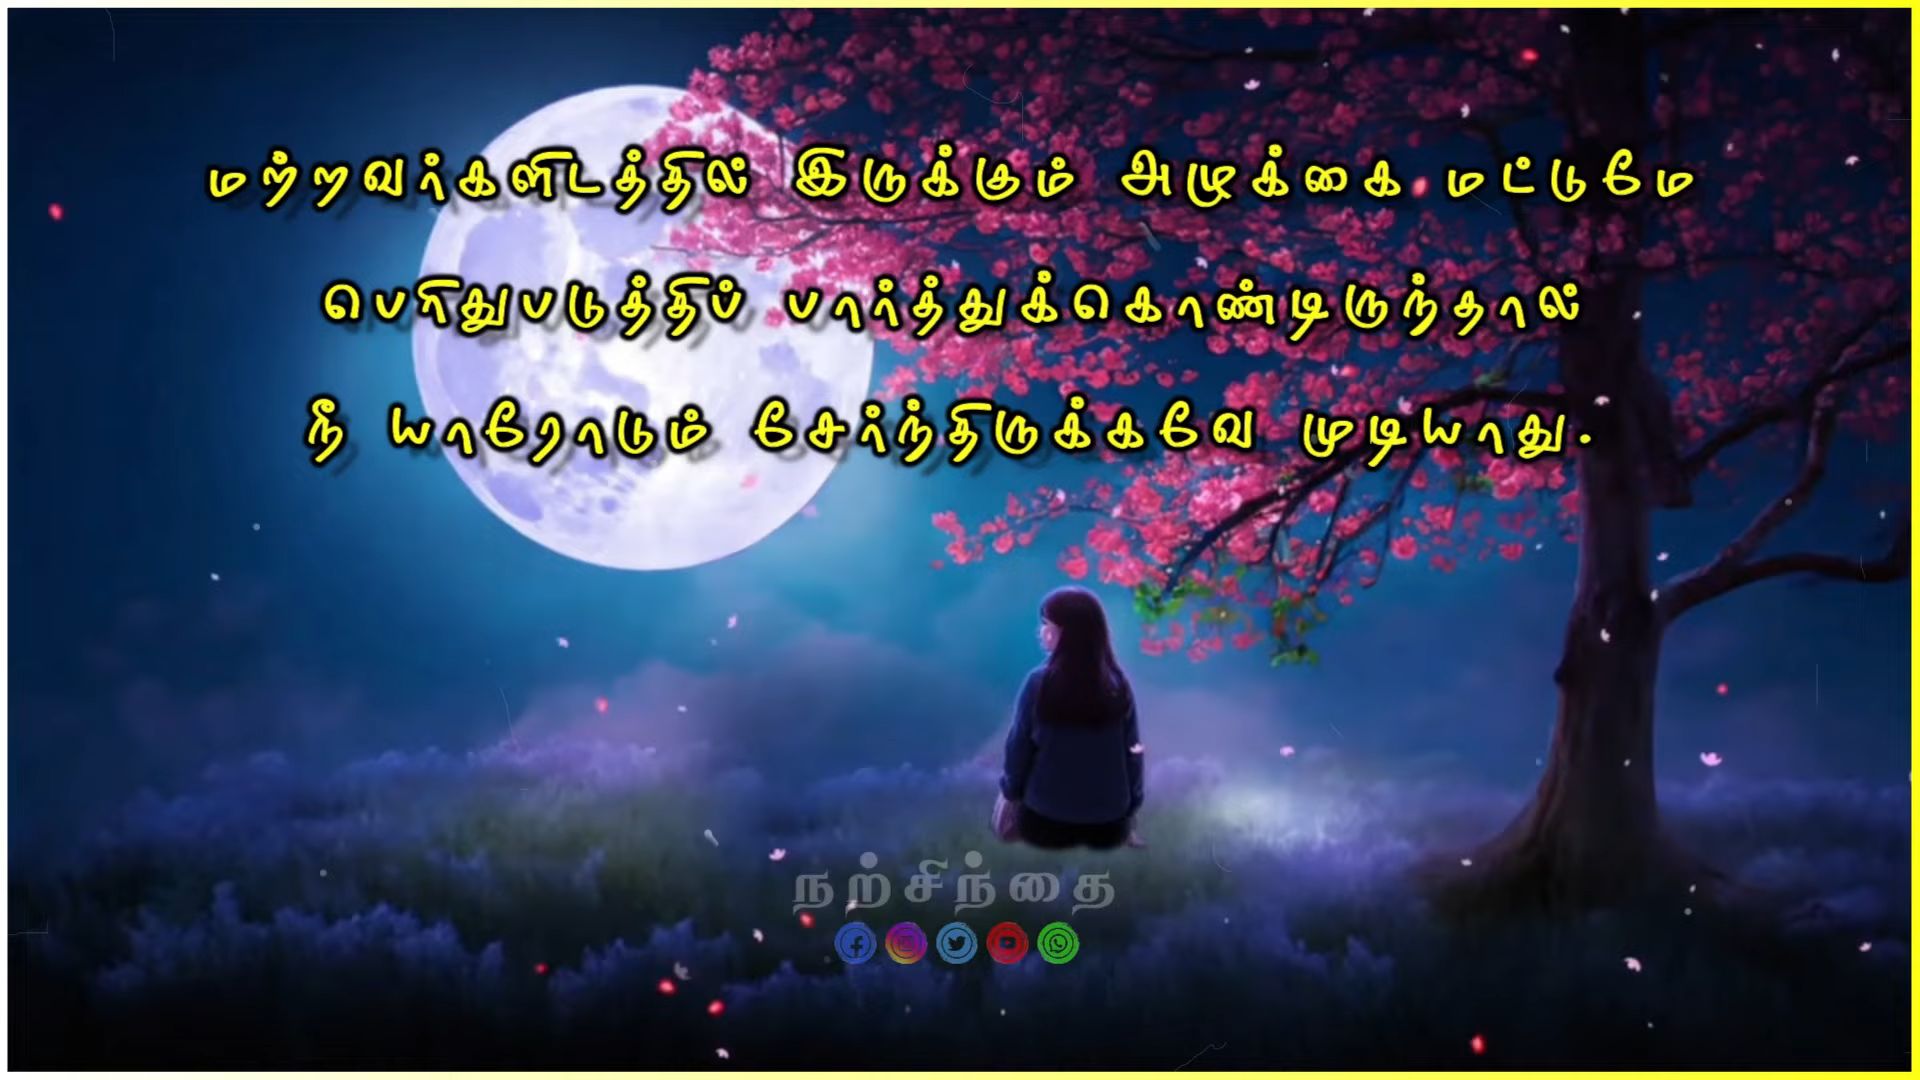 மற்றவர்களிடத்தில் இருக்கும் அழுக்கை மட்டுமே
பெரிதுபடுத்திப் பார்த்துக்கொண்டிருந்தால்
நீ யாரோடும் சேர்ந்திருக்கவே முடியாது.
நற்சிந்தை